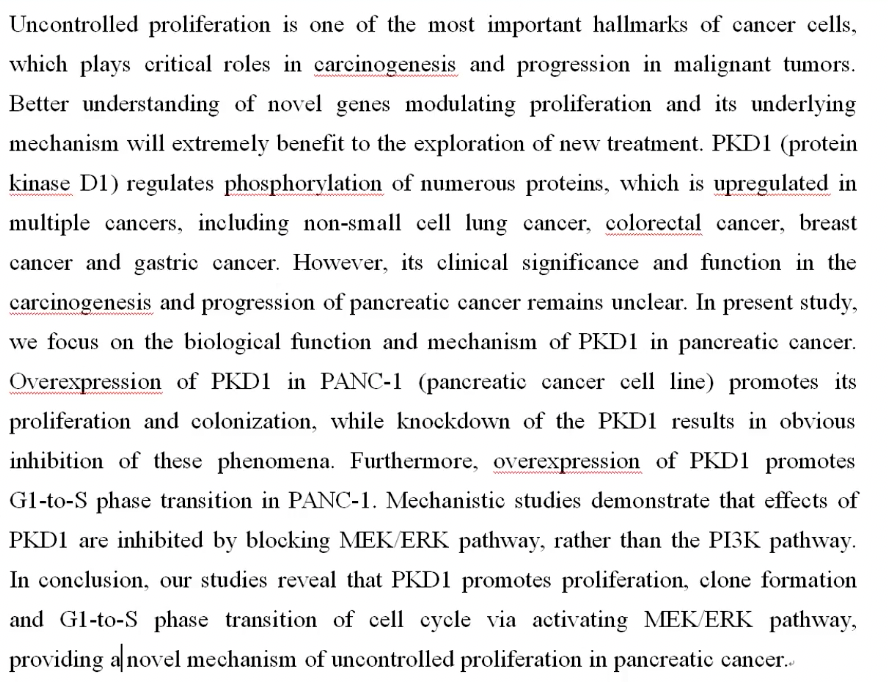 Uncontrolled proliferation is one of the most important hallmarks of cancer cells,
which plays critical roles in carcinogenesis and progression in malignant tumors.
Better understanding of novel genes modulating proliferation and its underlying
mechanism will extremely benefit to the exploration of new treatment. PKD1 (protein
kinase D1) regulates phosphorylation of numerous proteins, which is upregulated in
multiple cancers, including non-small cell lung cancer, colorectal cancer, breast
cancer and gastric cancer. However, its clinical significance and function in the
carcinogenesis and progression of pancreatic cancer remains unclear. In present study,
we focus on the biological function and mechanism of PKD1 in pancreatic cancer.
Overexpression of PKD1 in PANC-1 (pancreatic cancer cell line) promotes its
proliferation and colonization, while knockdown of the PKD1 results in obvious
inhibition of these phenomena. Furthermore, overexpression of PKD1 promotes
G1-to-S phase transition in PANC-1. Mechanistic studies demonstrate that effects of
PKD1 are inhibited by blocking MEK/ERK pathway, rather than the PI3K pathway.
In conclusion, our studies reveal that PKD1 promotes proliferation, clone formation
and G1-to-S phase transition of cell cycle via activating MEK/ERK pathway,
providing a novel mechanism of uncontrolled proliferation in pancreatic cancer.